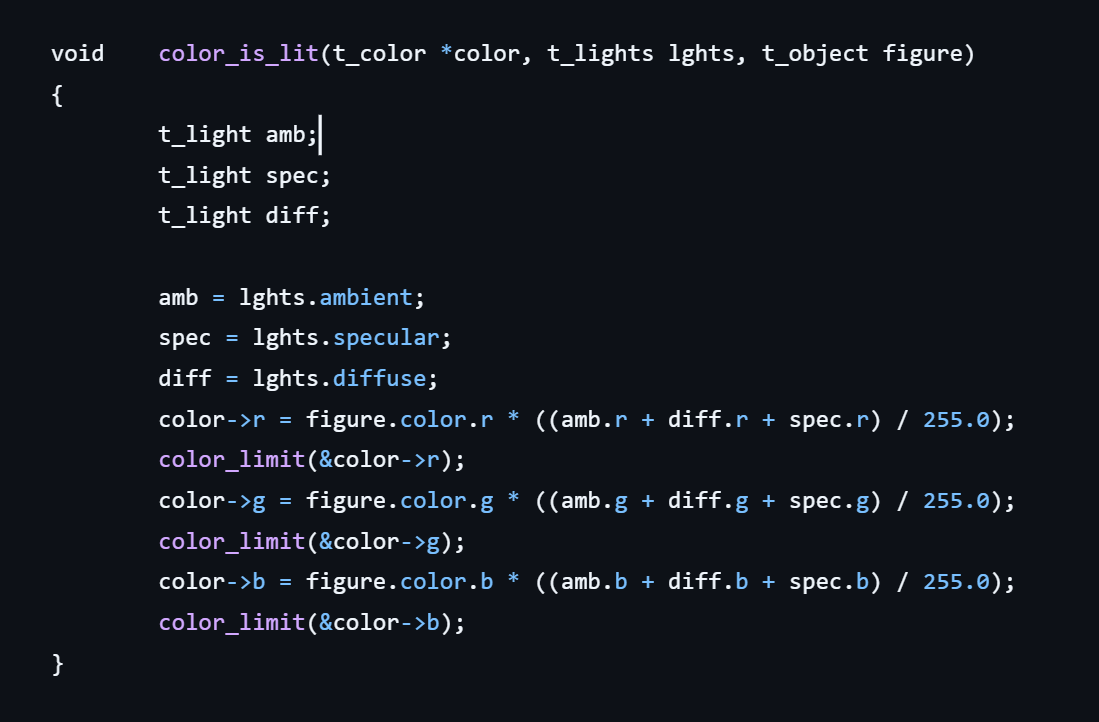 void    color_is_lit(t_color *color, t_lights lghts, t_object figure)
{
        t_light amb;
        t_light spec;
        t_light diff;

        amb = lghts.ambient;
        spec = lghts.specular;
        diff = lghts.diffuse;
        color->r = figure.color.r * ((amb.r + diff.r + spec.r) / 255.0);
        color_limit(&color->r);
        color->g = figure.color.g * ((amb.g + diff.g + spec.g) / 255.0);
        color_limit(&color->g);
        color->b = figure.color.b * ((amb.b + diff.b + spec.b) / 255.0);
        color_limit(&color->b);
}